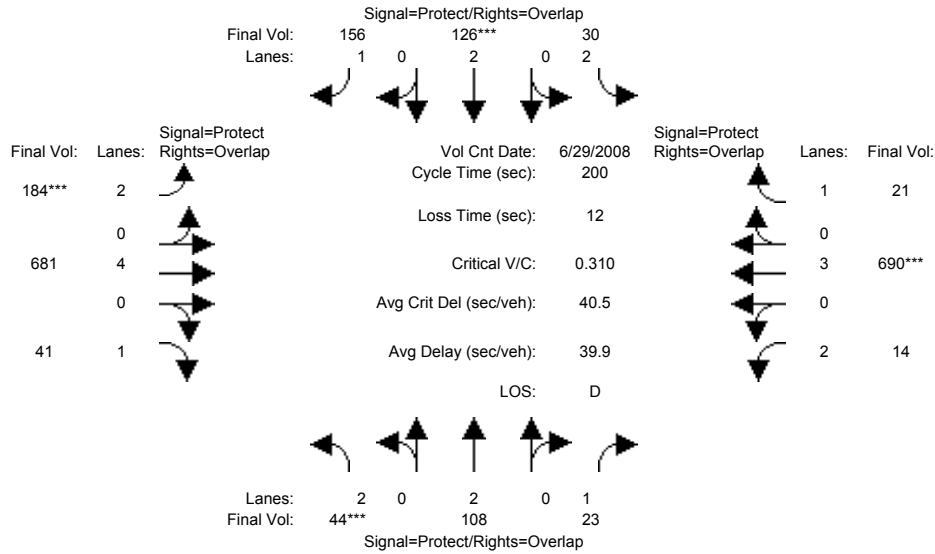 Signal=Protect/Rights=Overlap
Final Vol: 156 126*** 30
Lanes: 1 0 2 0 2
Signal=Protect Signal=Protect
Final Vol: Lanes: Rights=Overlap Vol Cnt Date: 6/29/2008 Rights=Overlap Lanes: Final Vol:
Cycle Time (sec): 200
184*** 2 1 21
Loss Time (sec): 12
0 0
681 4 Critical V/C: 0.310 3 690***
0 Avg Crit Del (sec/veh): 40.5 0
41 1 Avg Delay (sec/veh): 39.9 2 14
LOS: D
Lanes: 2 0 2 0 1
Final Vol: 44*** 108 23
Signal=Protect/Rights=Overlap